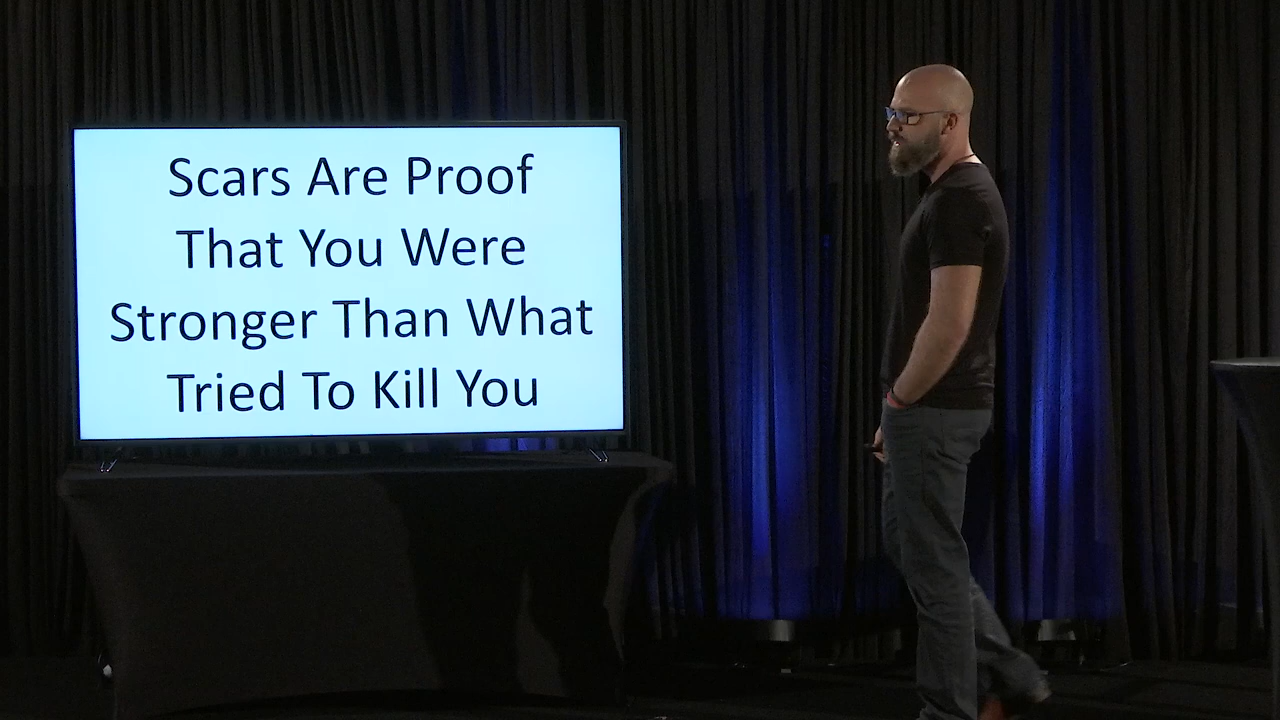 Scars Are Proof
That You Were
Stronger Than What
Tried To Kill You